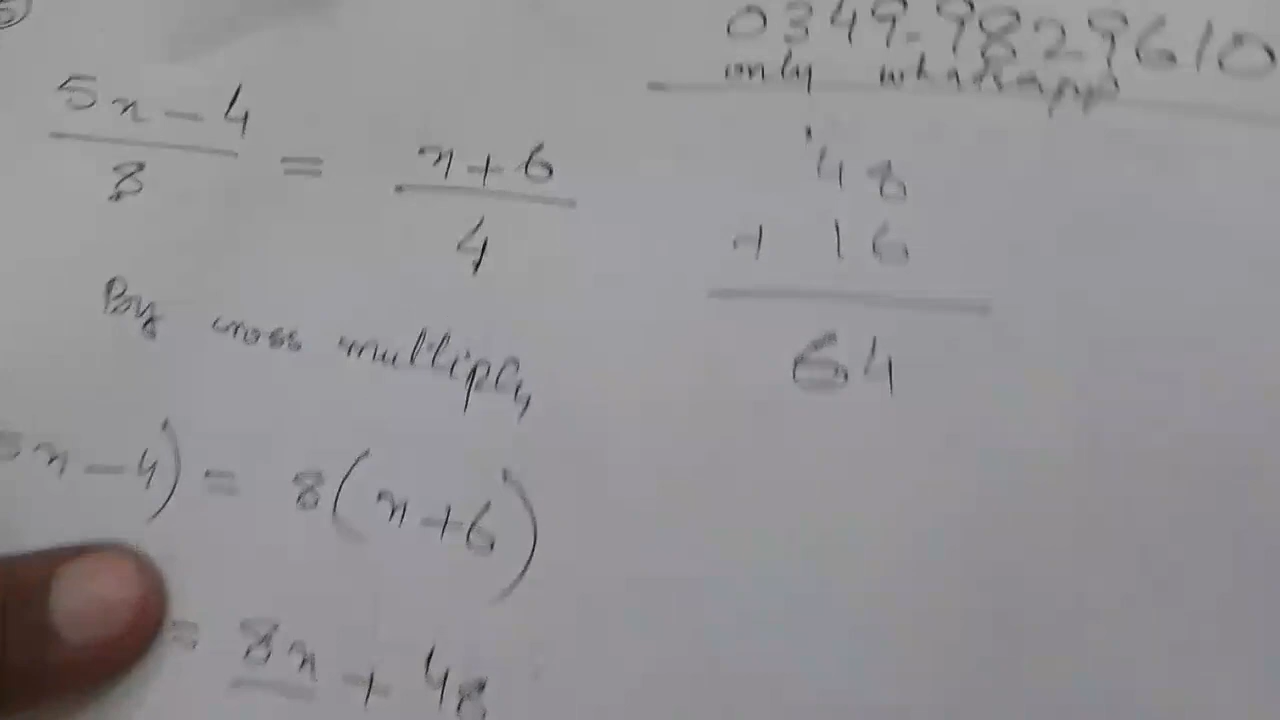 0349-9829610
only whatsapp
5x-4/8 = x+6/4
48
+ 16
64
By cross multiply
x-4) = 8(x+6)
= 8x + 48